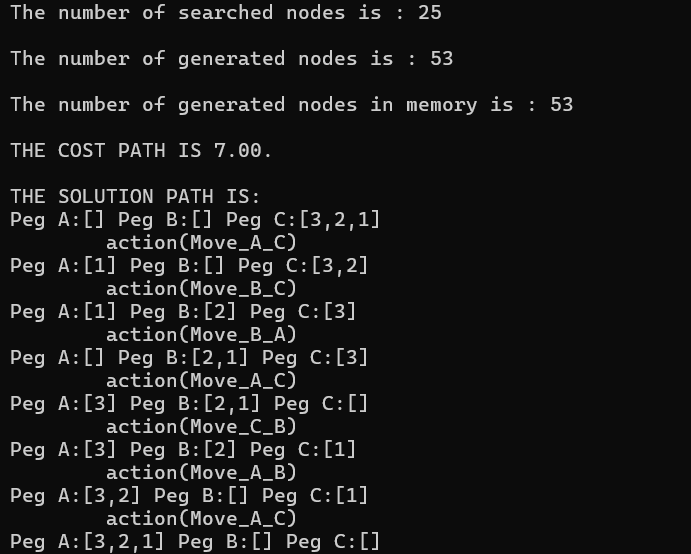 The number of searched nodes is : 25
The number of generated nodes is : 53
The number of generated nodes in memory is : 53
THE COST PATH IS 7.00.
THE SOLUTION PATH IS:
Peg A:[] Peg B:[] Peg C:[3,2,1]
action(Move_A_C)
Peg A:[1] Peg B:[] Peg C:[3,2]
action(Move_B_C)
Peg A:[1] Peg B:[2] Peg C:[3]
action(Move_B_A)
Peg A:[] Peg B:[2,1] Peg C:[3]
action(Move_A_C)
Peg A:[3] Peg B:[2,1] Peg C:[]
action(Move_C_B)
Peg A:[3] Peg B:[2] Peg C:[1]
action(Move_A_B)
Peg A:[3,2] Peg B:[] Peg C:[1]
action(Move_A_C)
Peg A:[3,2,1] Peg B:[] Peg C:[]